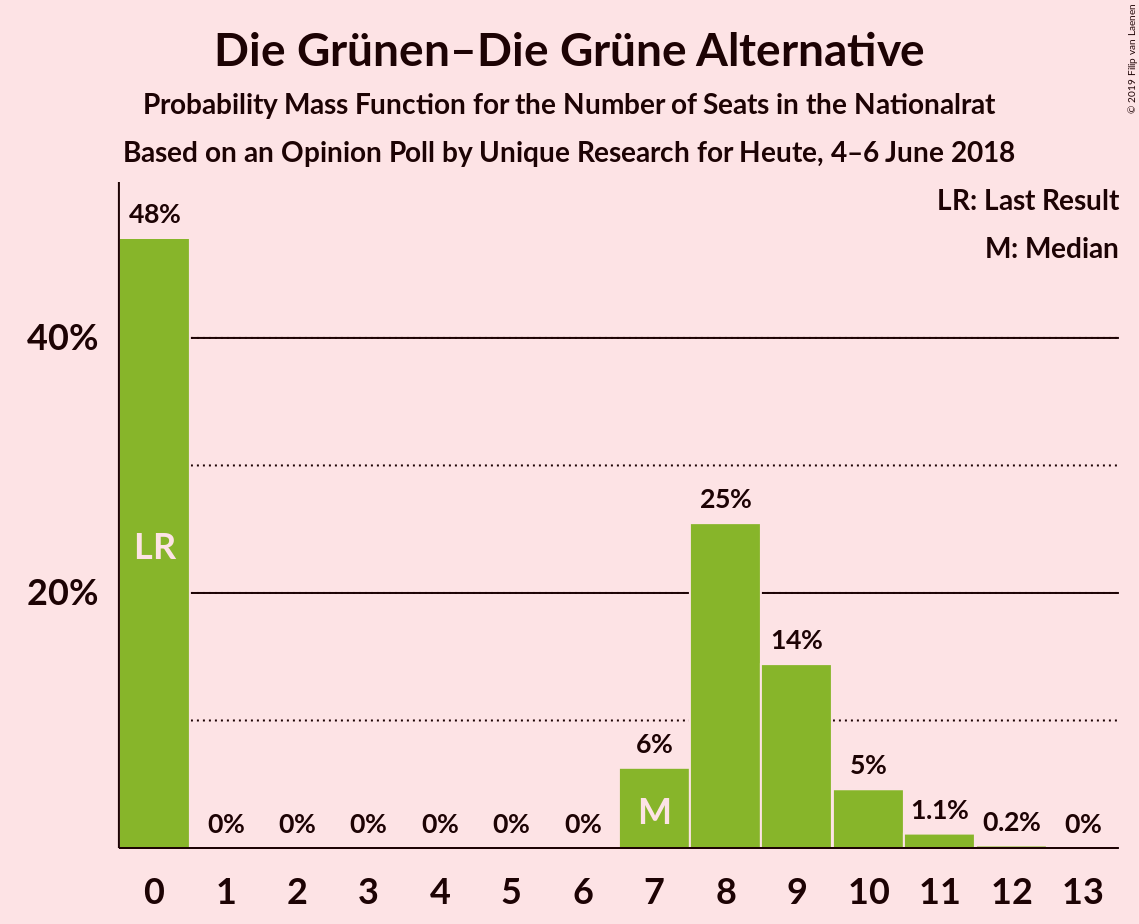 Die Grünen–Die Grüne Alternative
Probability Mass Function for the Number of Seats in the Nationalrat
Based on an Opinion Poll by Unique Research for Heute, 4–6 June 2018
© 2019 Filip van Laenen
LR: Last Result
M: Median
48%
40%
25%
LR
20%
14%
6%
5%
M
1.1%
0% 0% 0% 0% 0% 0% 0.2% 0%
0 1 2 3 4 5 6 7 8 9 10 11 12 13